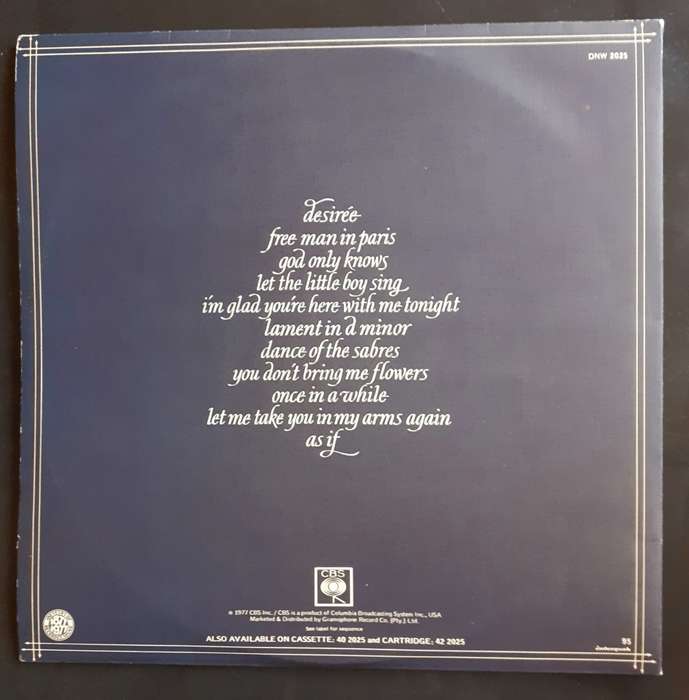 DNW 2025
desirée
free man in paris
god only knows
let the little boy sing
i'm glad you're here with me tonight
lament in d minor
dance of the sabres
you don't bring me flowers
once in a while
let me take you in my arms again
as if
CBS
℗ 1977 CBS Inc. / CBS is a product of Columbia Broadcasting System Inc., USA
Marketed & Distributed by Gramophone Record Co. (Pty.) Ltd.
See label for sequence
ALSO AVAILABLE ON CASSETTE: 40 2025 and CARTRIDGE: 42 2025